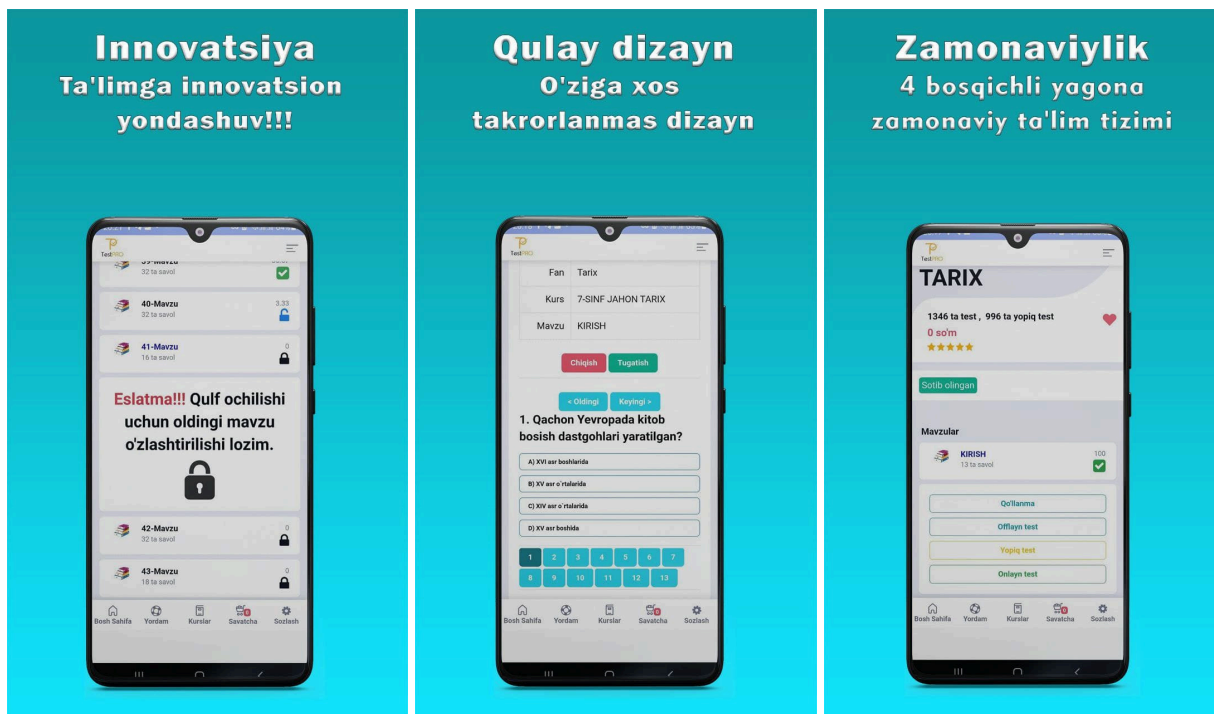 Innovatsiya
Ta'limga innovatsion
yondashuv!!!
TestPRO
39-Mavzu
32 ta savol
40-Mavzu
3.33
32 ta savol
41-Mavzu
0
16 ta savol
Eslatma!!! Qulf ochilishi
uchun oldingi mavzu
o'zlashtirilishi lozim.
42-Mavzu
0
32 ta savol
43-Mavzu
0
18 ta savol
Bosh Sahifa Yordam Kurslar Savatcha Sozlash
Qulay dizayn
O'ziga xos
takrorlanmas dizayn
TestPRO
Fan Tarix
Kurs 7-SINF JAHON TARIX
Mavzu KIRISH
Chiqish Tugatish
< Oldingi Keyingi >
1. Qachon Yevropada kitob
bosish dastgohlari yaratilgan?
A) XVI asr boshlarida
B) XV asr o`rtalarida
C) XIV asr o`rtalarida
D) XV asr boshida
1 2 3 4 5 6 7
8 9 10 11 12 13
Bosh Sahifa Yordam Kurslar Savatcha Sozlash
Zamonaviylik
4 bosqichli yagona
zamonaviy ta'lim tizimi
TestPRO
TARIX
1346 ta test , 996 ta yopiq test
0 so'm
Sotib olingan
Mavzular
KIRISH
100
13 ta savol
Qo'llanma
Offlayn test
Yopiq test
Onlayn test
Bosh Sahifa Yordam Kurslar Savatcha Sozlash